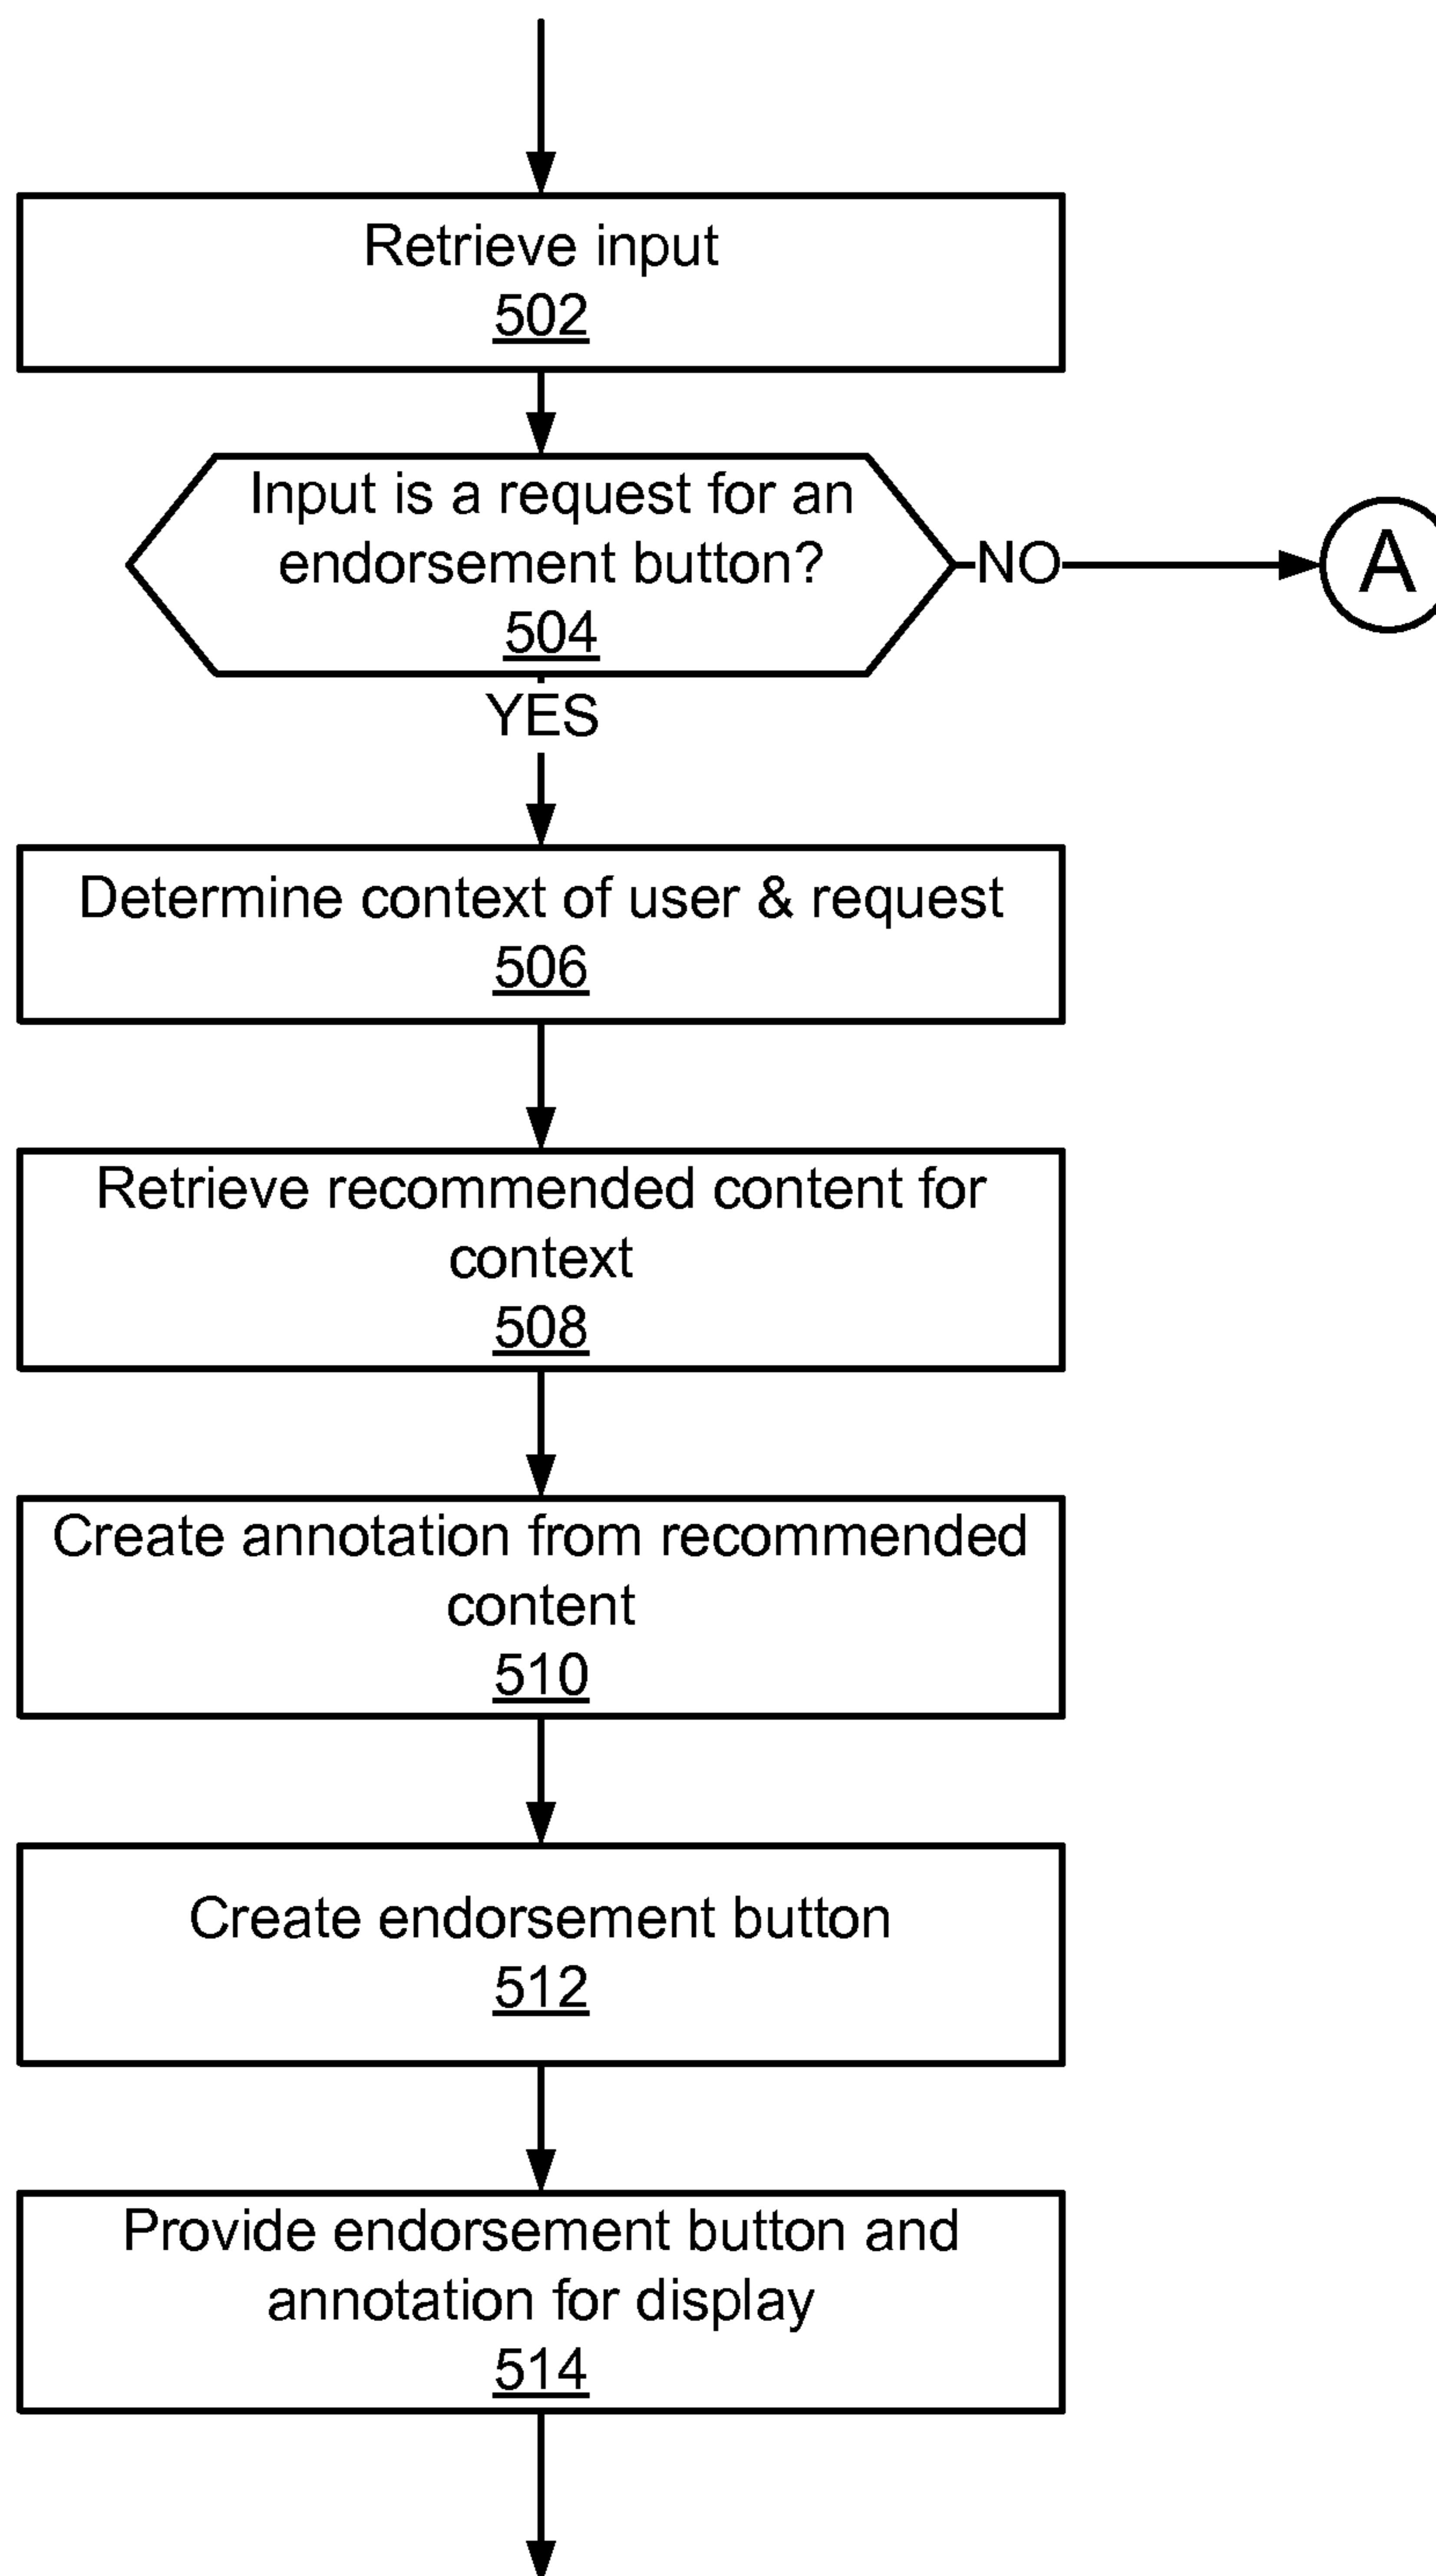 Retrieve input
502
Input is a request for an
endorsement button?
504
NO
A
YES
Determine context of user & request
506
Retrieve recommended content for
context
508
Create annotation from recommended
content
510
Create endorsement button
512
Provide endorsement button and
annotation for display
514